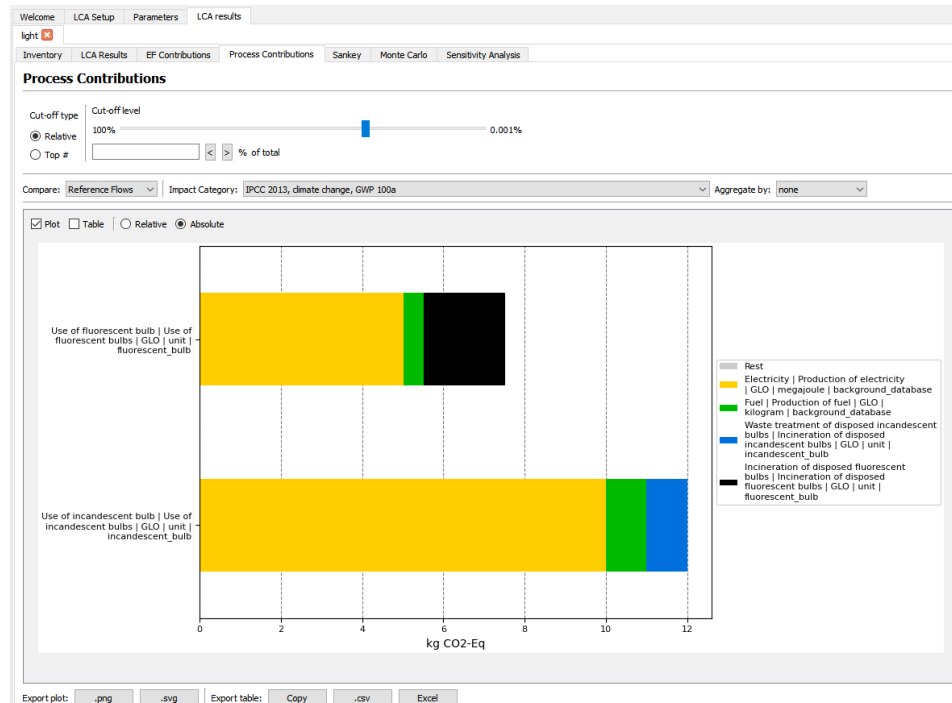 Welcome LCA Setup Parameters LCA results
light
Inventory LCA Results EF Contributions Process Contributions Sankey Monte Carlo Sensitivity Analysis
Process Contributions
Cut-off type
Cut-off level
Relative
100% 0.001%
Top #
< > % of total
Compare: Reference Flows Impact Category: IPCC 2013, climate change, GWP 100a Aggregate by: none
Plot Table Relative Absolute
Use of fluorescent bulb | Use of
fluorescent bulbs | GLO | unit |
fluorescent_bulb
Use of incandescent bulb | Use of
incandescent bulbs | GLO | unit |
incandescent_bulb
0 2 4 6 8 10 12
kg CO2-Eq
Rest
Electricity | Production of electricity
| GLO | megajoule | background_database
Fuel | Production of fuel | GLO |
kilogram | background_database
Waste treatment of disposed incandescent
bulbs | Incineration of disposed
incandescent bulbs | GLO | unit |
incandescent_bulb
Incineration of disposed fluorescent
bulbs | Incineration of disposed
fluorescent bulbs | GLO | unit |
fluorescent_bulb
Export plot: .png .svg Export table: Copy .csv Excel